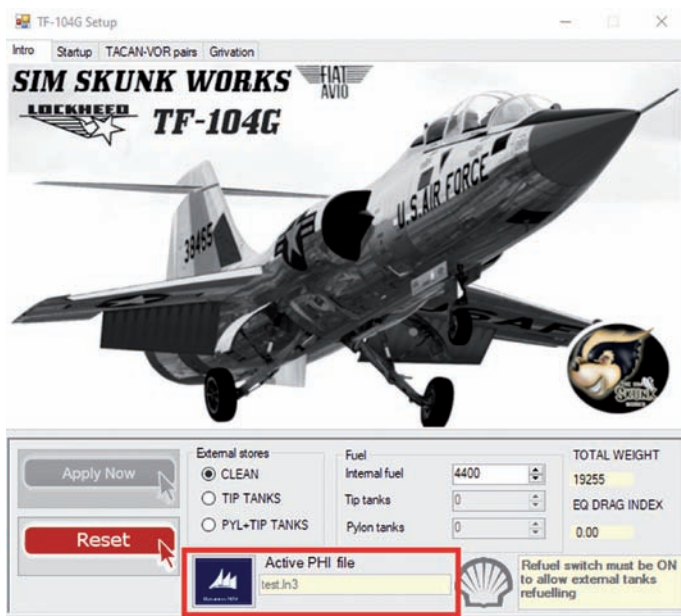 TF-104G Setup
Intro Startup TACAN-VOR pairs Grivation
SIM SKUNK WORKS
FIAT
AVIO
LOCKHEED
TF-104G
U.S. AIR FORCE
38465
Apply Now
Reset
External stores
CLEAN
TIP TANKS
PYL+TIP TANKS
Fuel
Internal fuel 4400
Tip tanks 0
Pylon tanks 0
TOTAL WEIGHT
19255
EQ DRAG INDEX
0.00
Active PHI file
test.ln3
Refuel switch must be ON
to allow external tanks
refuelling